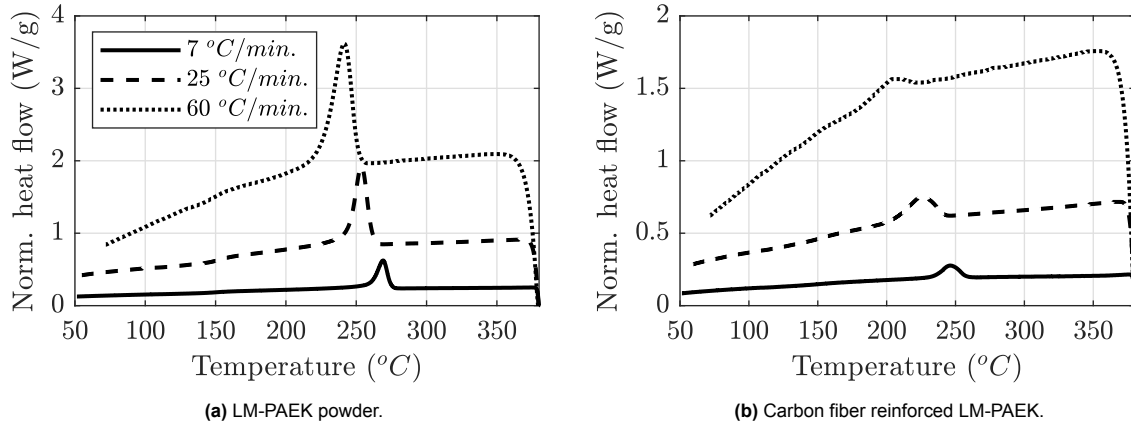 4
3
2
1
0
Norm. heat flow (W/g)
7 °C/min.
25 °C/min.
60 °C/min.
50 100 150 200 250 300 350
Temperature (°C)
(a) LM-PAEK powder.
2
1.5
1
0.5
0
Norm. heat flow (W/g)
50 100 150 200 250 300 350
Temperature (°C)
(b) Carbon fiber reinforced LM-PAEK.